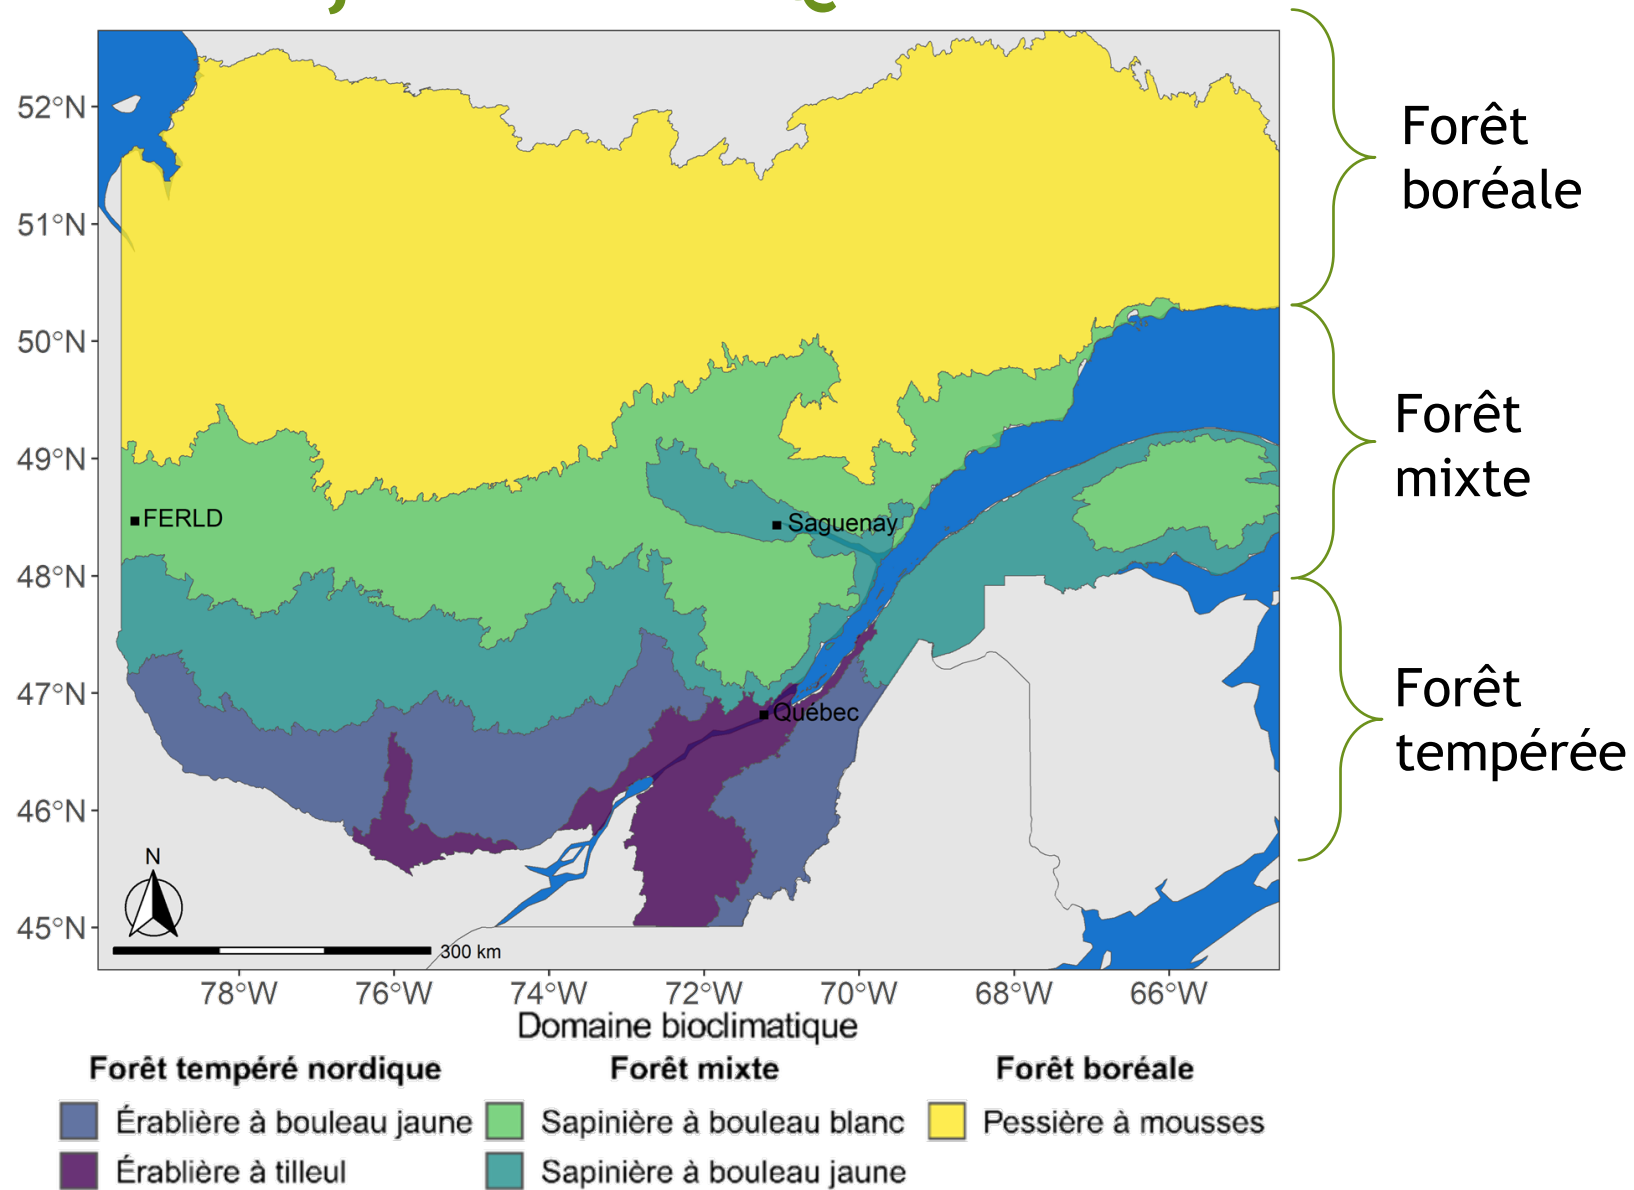 52°N
51°N
50°N
49°N
48°N
47°N
46°N
45°N
Forêt
boréale
Forêt
mixte
Forêt
tempérée
FERLD
Saguenay
Québec
N
300 km
78°W 76°W 74°W 72°W 70°W 68°W 66°W
Domaine bioclimatique
Forêt tempéré nordique Forêt mixte Forêt boréale
Érablière à bouleau jaune Sapinière à bouleau blanc Pessière à mousses
Érablière à tilleul Sapinière à bouleau jaune